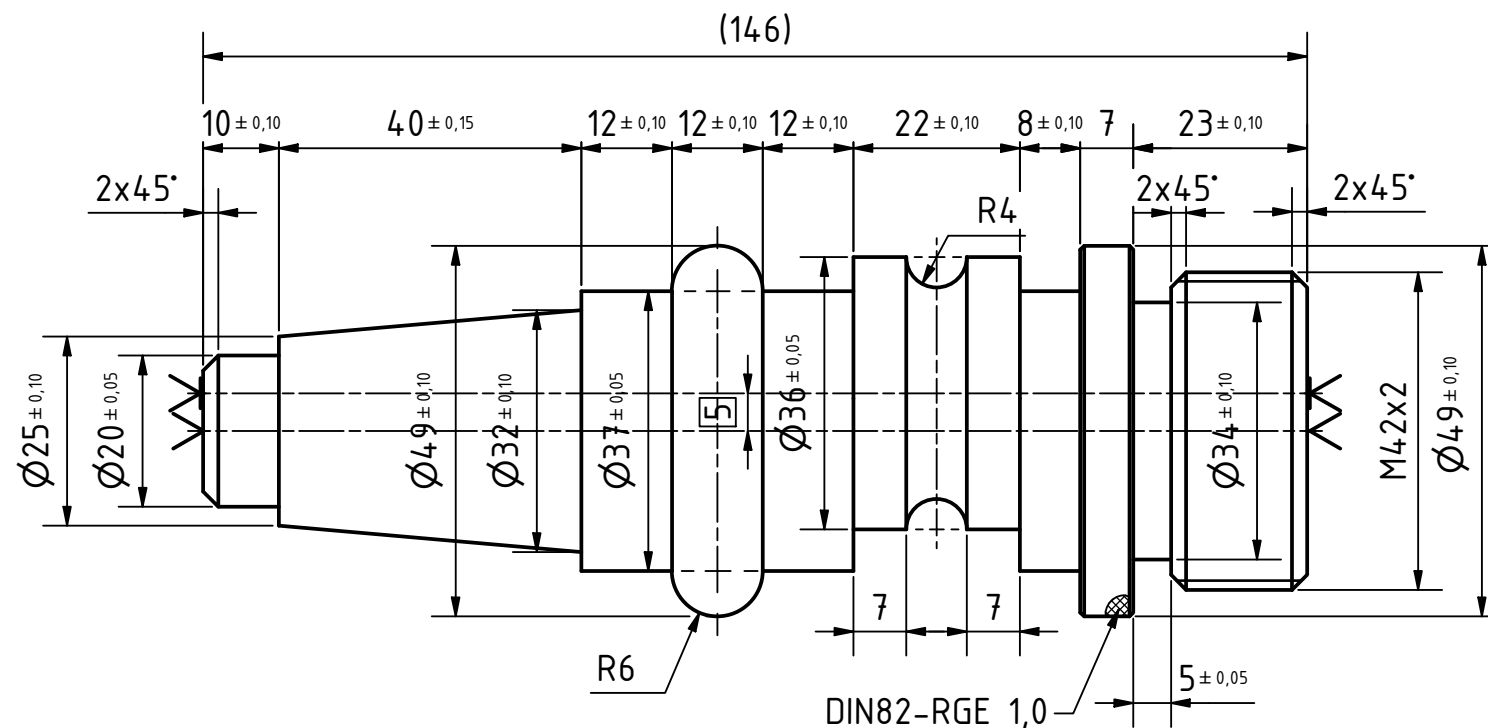 (146)
10 ± 0,10
40 ± 0,15
12 ± 0,10
12 ± 0,10
12 ± 0,10
22 ± 0,10
8 ± 0,10
7
23 ± 0,10
2x45°
2x45°
2x45°
R4
Ø25 ± 0,10
Ø20 ± 0,05
Ø49 ± 0,10
Ø32 ± 0,10
Ø37 ± 0,05
5
Ø36 ± 0,05
Ø34 ± 0,10
M42x2
Ø49 ± 0,10
7
7
R6
5 ± 0,05
DIN82-RGE 1,0